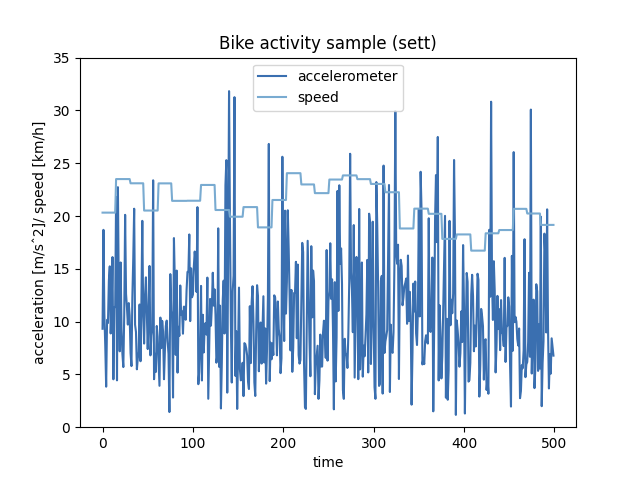 Bike activity sample (sett)
accelerometer
speed
acceleration [m/s^2]/ speed [km/h]
35
30
25
20
15
10
5
0
0 100 200 300 400 500
time